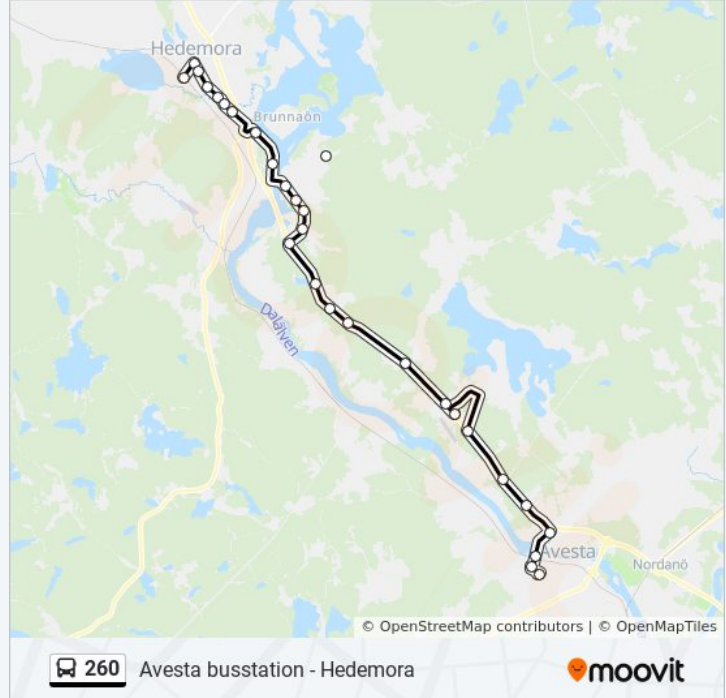 Hedemora
Brunnaön
Dalälven
Avesta
Nordanö
© OpenStreetMap contributors | © OpenMapTiles
260 Avesta busstation - Hedemora
moovit